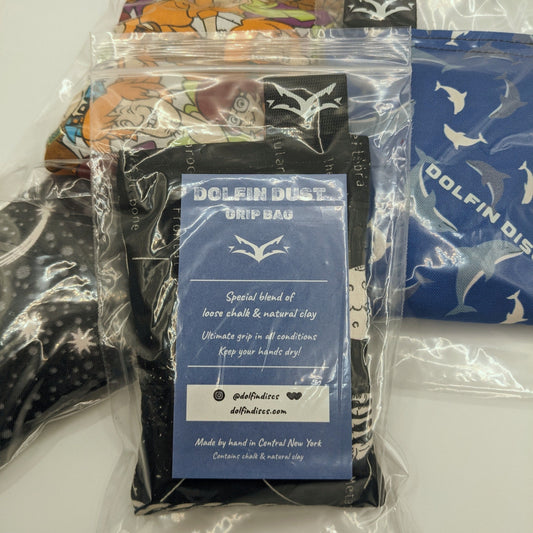 DOLFIN DUST
GRIP BAG
Special blend of
loose chalk & natural clay
Ultimate grip in all conditions
Keep your hands dry!
@dolfindiscs
dolfindiscs.com
Made by hand in Central New York
Contains chalk & natural clay
DOLFIN DISC